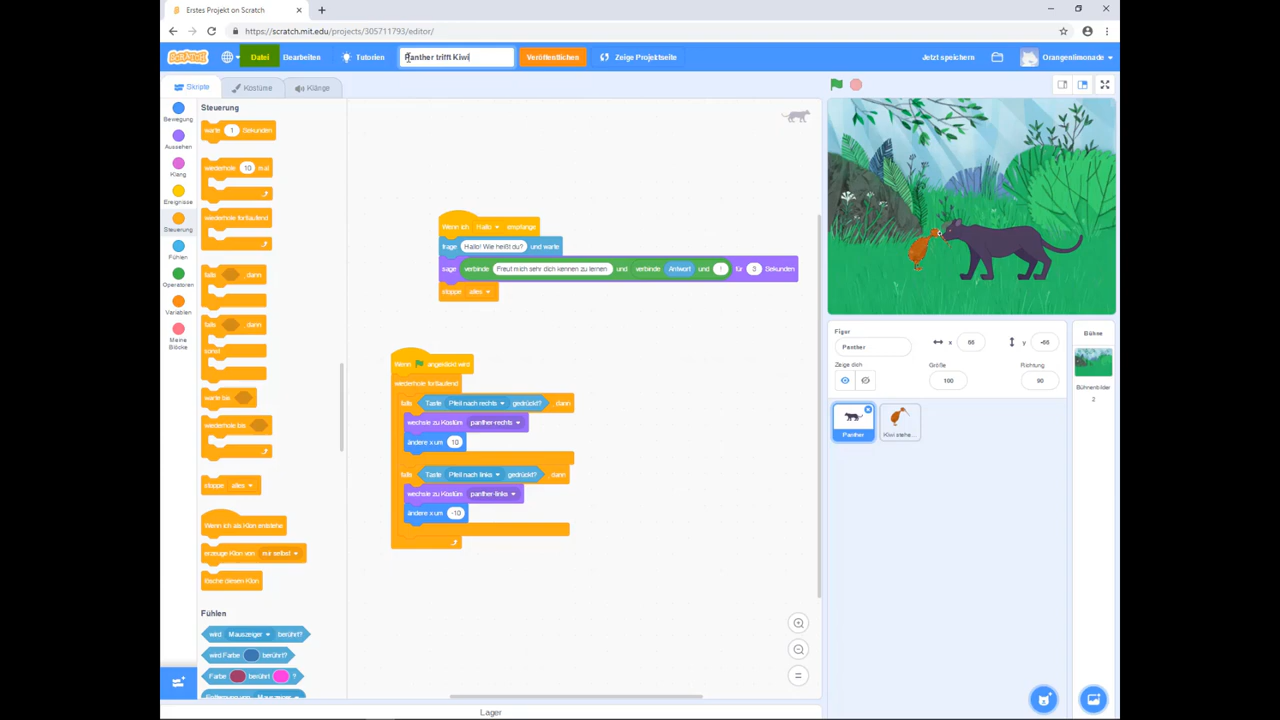 Erstes Projekt on Scratch
https://scratch.mit.edu/projects/305711793/editor/
SCRATCH
Datei
Bearbeiten
Tutorien
Panther trifft Kiwi
Veröffentlichen
Zeige Projektseite
Jetzt speichern
Orangenlimonade
Skripte
Kostüme
Klänge
Bewegung
Aussehen
Klang
Ereignisse
Steuerung
Fühlen
Operatoren
Variablen
Meine Blöcke
Steuerung
warte 1 Sekunden
wiederhole 10 mal
wiederhole fortlaufend
falls dann
falls dann
sonst
warte bis
wiederhole bis
stoppe alles
Wenn ich als Klon entstehe
erzeuge Klon von mir selbst
lösche diesen Klon
Fühlen
wird Mauszeiger berührt?
wird Farbe berührt?
Farbe berührt ?
Entfernung von Mauszeiger
Wenn ich Hallo empfange
frage Hallo! Wie heißt du? und warte
sage verbinde Freut mich sehr dich kennen zu lernen und verbinde Antwort und ! für 3 Sekunden
stoppe alles
Wenn angeklickt wird
wiederhole fortlaufend
falls Taste Pfeil nach rechts gedrückt? dann
wechsle zu Kostüm panther-rechts
ändere x um 10
falls Taste Pfeil nach links gedrückt? dann
wechsle zu Kostüm panther-links
ändere x um -10
Figur
Panther
x 66
y -66
Zeige dich
Größe
100
Richtung
90
Panther
Kiwi stehe...
Bühne
Bühnenbilder
2
Lager